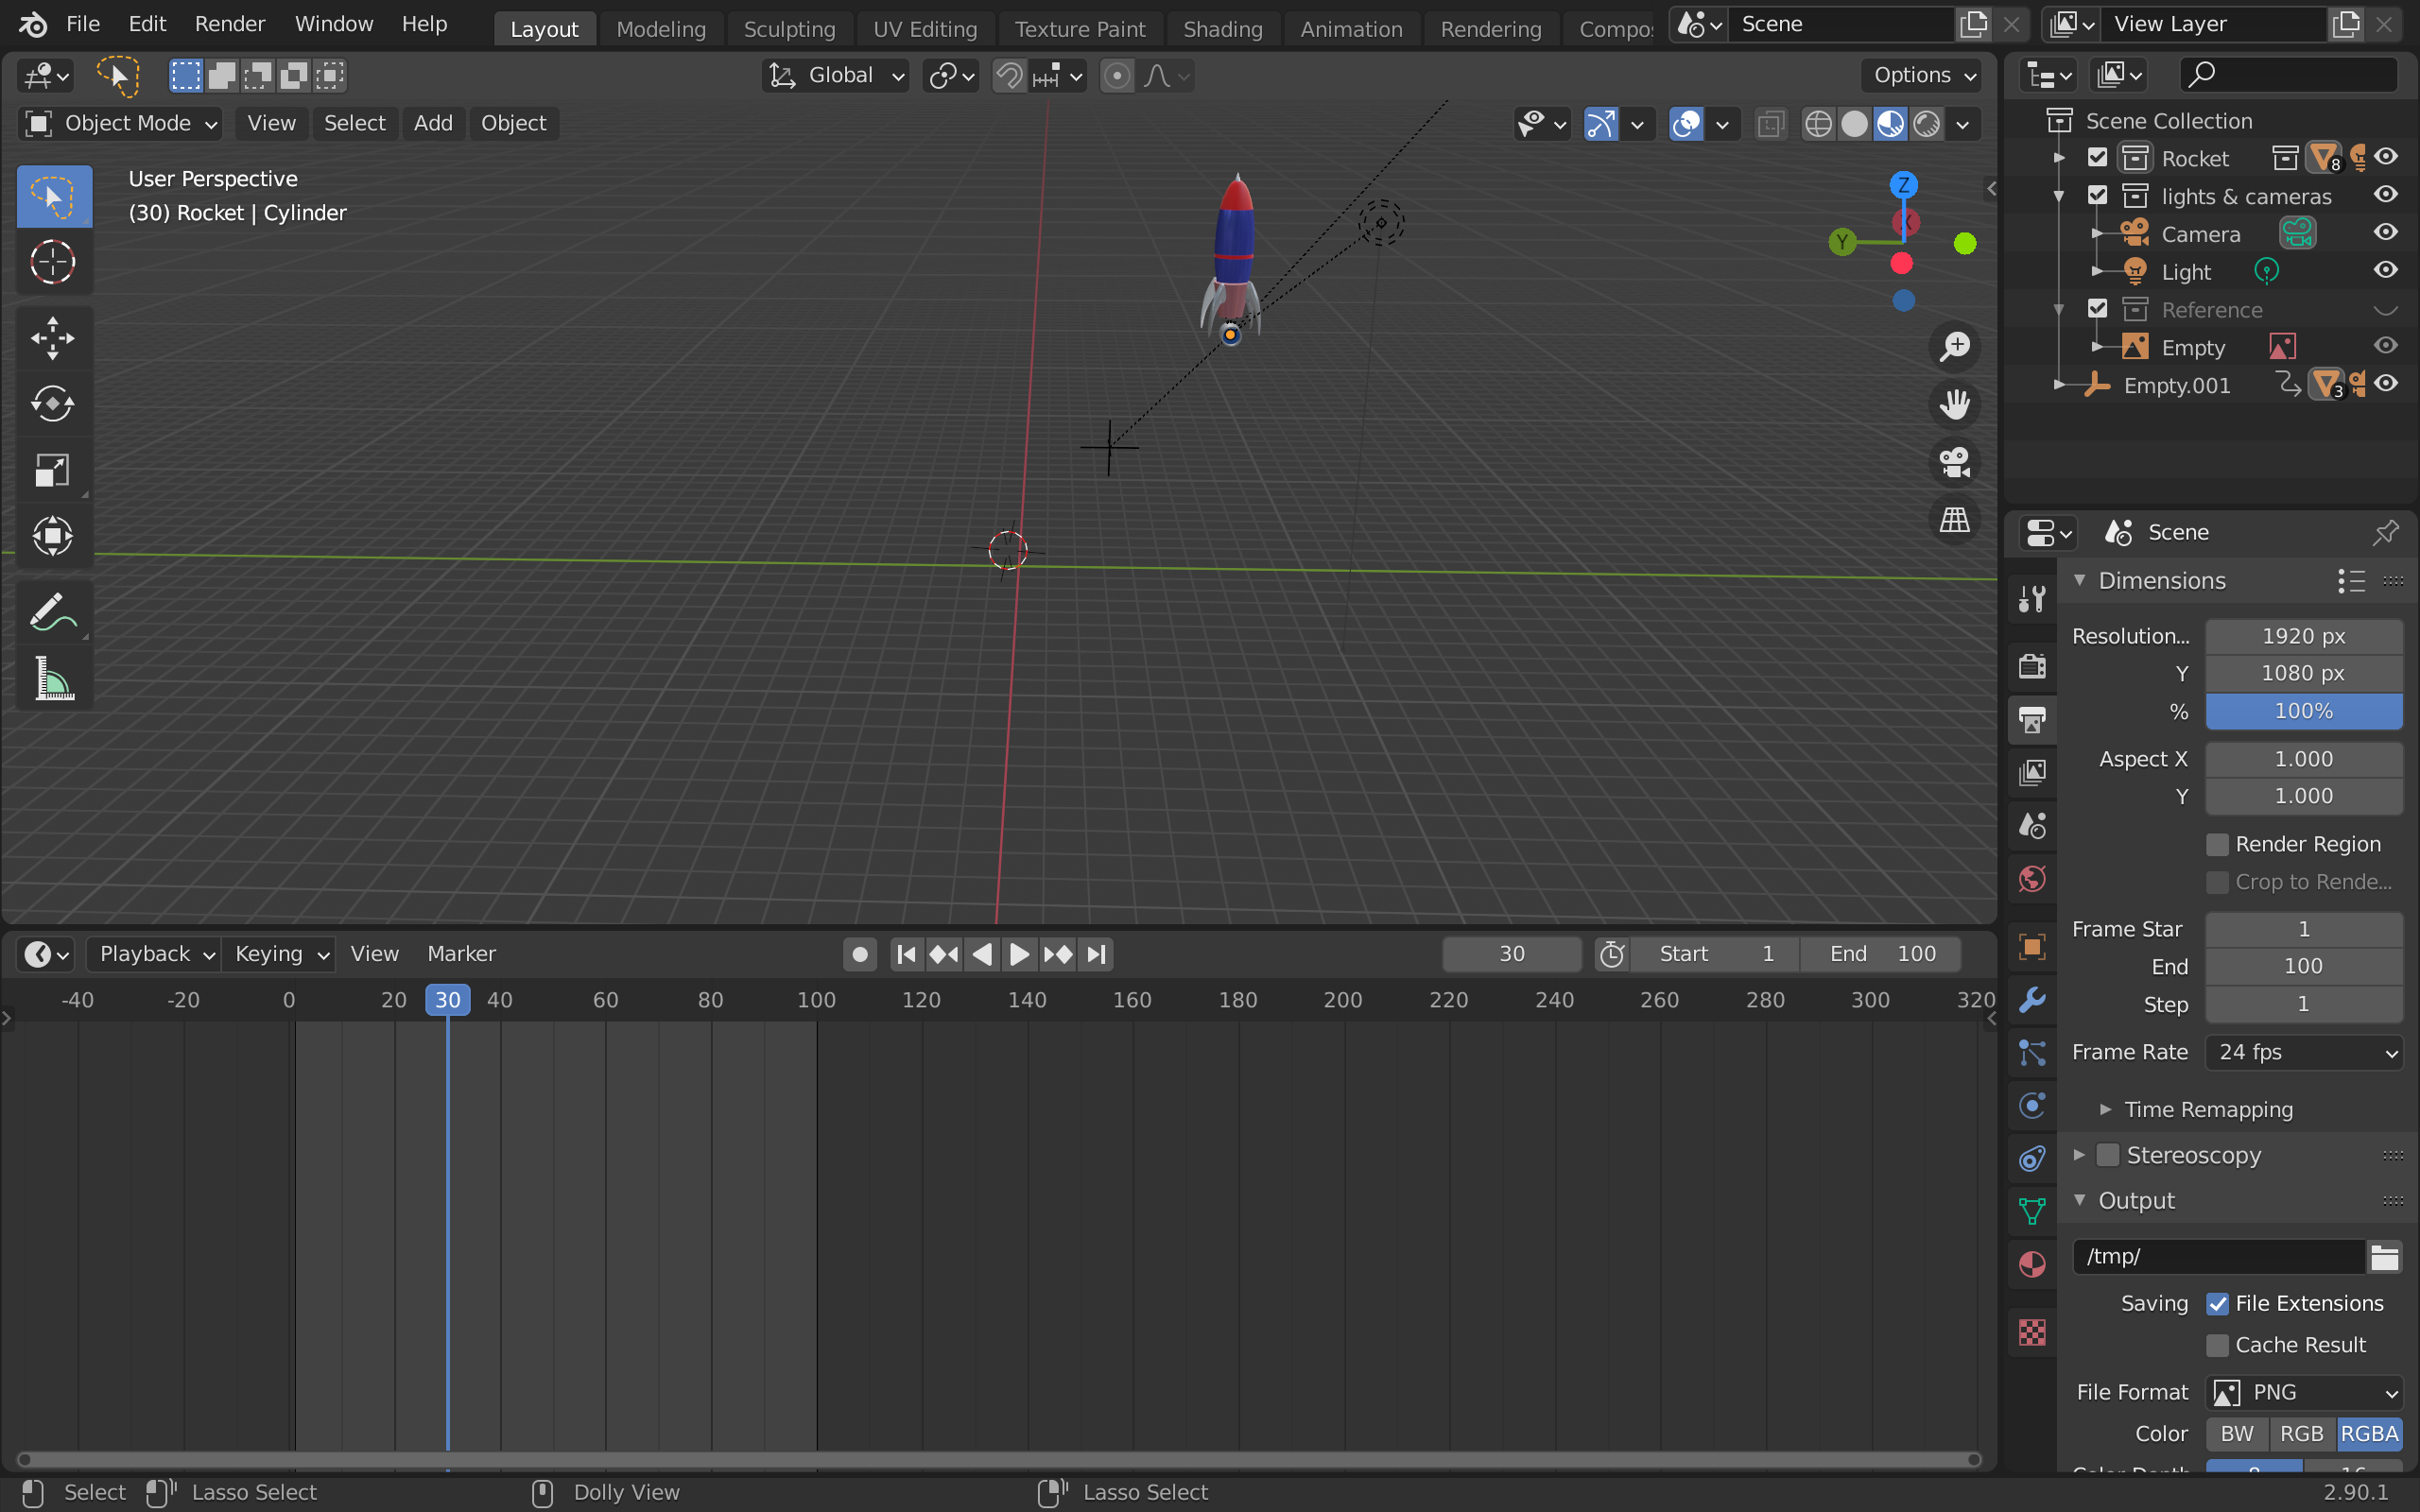 File Edit Render Window Help Layout Modeling Sculpting UV Editing Texture Paint Shading Animation Rendering Compo Scene View Layer
Global Options
Object Mode View Select Add Object
User Perspective
(30) Rocket | Cylinder
Z
X
Y
Scene Collection
Rocket 8
lights & cameras
Camera
Light
Reference
Empty
Empty.001 3
Scene
Dimensions
Resolution... 1920 px
Y 1080 px
% 100%
Aspect X 1.000
Y 1.000
Render Region
Crop to Rende...
Frame Star 1
End 100
Step 1
Frame Rate 24 fps
Time Remapping
Stereoscopy
Output
/tmp/
Saving File Extensions
Cache Result
File Format PNG
Color BW RGB RGBA
Color Depth 8 16
Playback Keying View Marker 30 Start 1 End 100
-40 -20 0 20 30 40 60 80 100 120 140 160 180 200 220 240 260 280 300 320
Select Lasso Select Dolly View Lasso Select 2.90.1